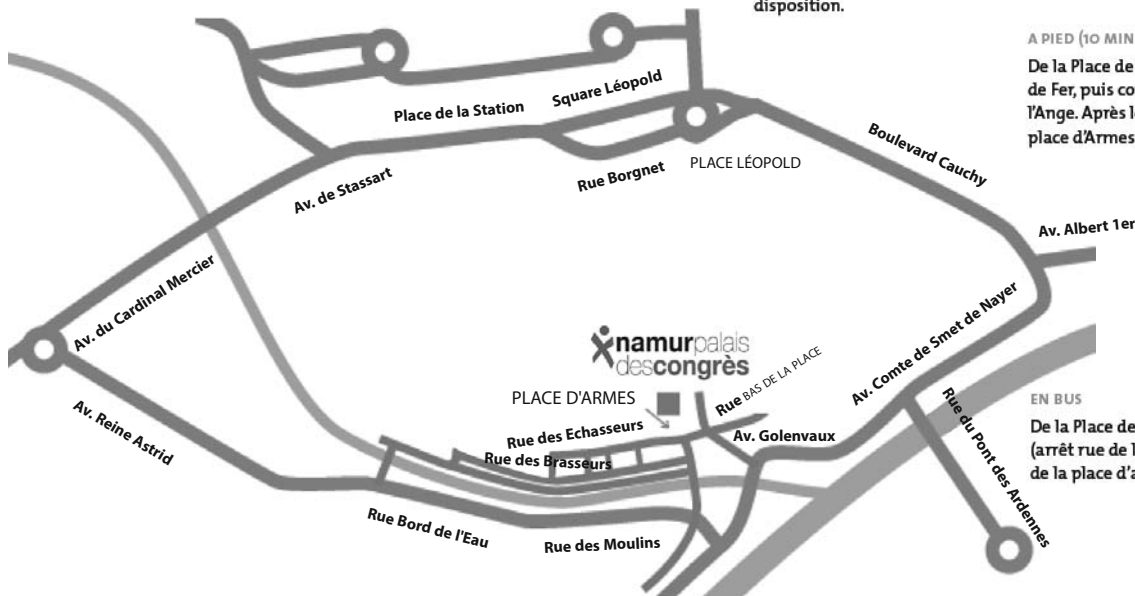 disposition.
A PIED (10 MIN
De la Place de
de Fer, puis co
l'Ange. Après l
place d'Armes
Place de la Station
Square Léopold
Boulevard Cauchy
PLACE LÉOPOLD
Rue Borgnet
Av. de Stassart
Av. Albert 1er
Av. du Cardinal Mercier
Av. Comte de Smet de Nayer
namurpalais
descongrès
Rue BAS DE LA PLACE
PLACE D'ARMES
EN BUS
De la Place de
(arrêt rue de l
de la place d'a
Rue du Pont des Ardennes
Av. Reine Astrid
Rue des Echasseurs
Av. Golenvaux
Rue des Brasseurs
Rue Bord de l'Eau
Rue des Moulins